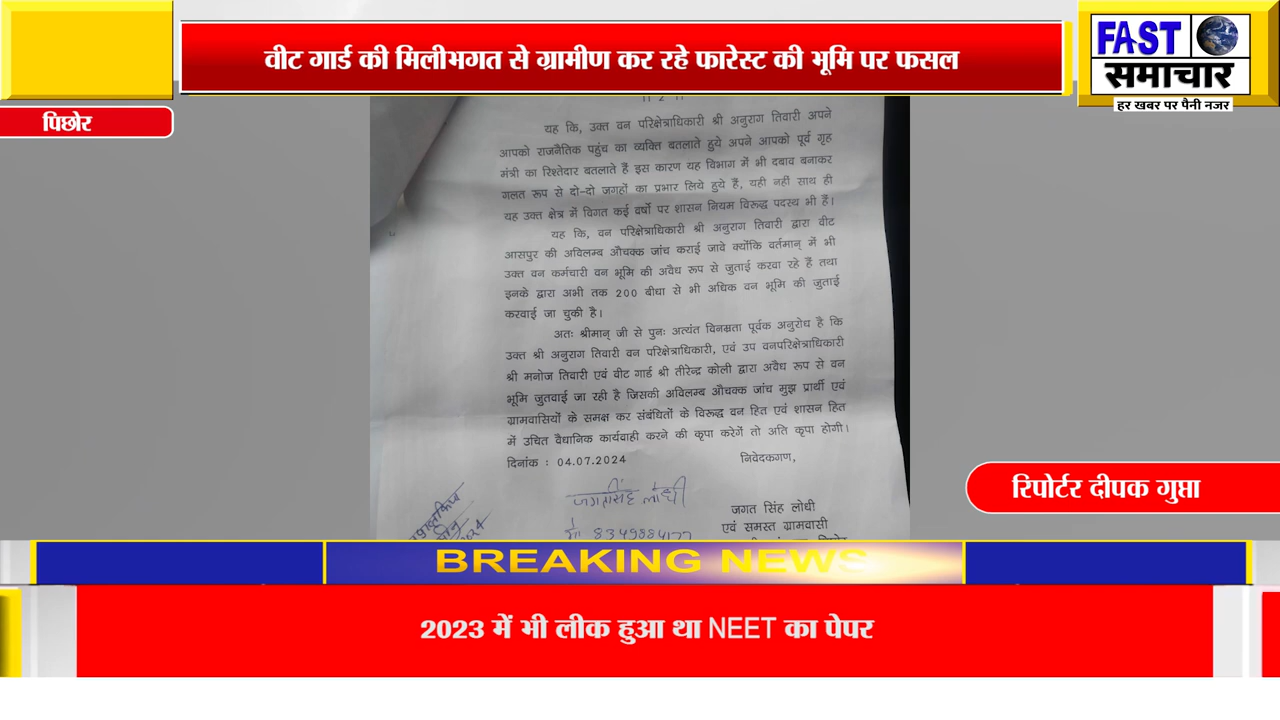 वीट गार्ड की मिलीभगत से ग्रामीण कर रहे फारेस्ट की भूमि पर फसल
FAST
समाचार
हर खबर पर पैनी नजर
पिछोर
।। 2 ।।
यह कि, उक्त वन परिक्षेत्राधिकारी श्री अनुराग तिवारी अपने
आपको राजनैतिक पहुंच का व्यक्ति बतलाते हुये अपने आपको पूर्व गृह
मंत्री का रिश्तेदार बतलाते हैं इस कारण यह विभाग में भी दबाव बनाकर
गलत रूप से दो-दो जगहों का प्रभार लिये हुये हैं, यही नहीं साथ ही
यह उक्त क्षेत्र में विगत कई वर्षो पर शासन नियम विरूद्ध पदस्थ भी हैं।
यह कि, वन परिक्षेत्राधिकारी श्री अनुराग तिवारी द्वारा वीट
आसपुर की अविलम्ब औचक्क जांच कराई जावे क्योंकि वर्तमान् में भी
उक्त वन कर्मचारी वन भूमि की अवैध रूप से जुताई करवा रहे हैं तथा
इनके द्वारा अभी तक 200 बीघा से भी अधिक वन भूमि की जुताई
करवाई जा चुकी है।
अतः श्रीमान् जी से पुनः अत्यंत विनम्रता पूर्वक अनुरोध है कि
उक्त श्री अनुराग तिवारी वन परिक्षेत्राधिकारी, एवं उप वनपरिक्षेत्राधिकारी
श्री मनोज तिवारी एवं वीट गार्ड श्री तीरेन्द्र कोली द्वारा अवैध रूप से वन
भूमि जुतवाई जा रही है जिसकी अविलम्ब औचक्क जांच मुझ प्रार्थी एवं
ग्रामवासियों के समक्ष कर संबंधितों के विरूद्ध वन हित एवं शासन हित
में उचित वैधानिक कार्यवाही करने की कृपा करेगें तो अति कृपा होगी।
दिनांक : 04.07.2024
निवेदकगण,
जगतसिंह लोधी
जगत सिंह लोधी
एवं समस्त ग्रामवासी
रिपोर्टर दीपक गुप्ता
BREAKING NEWS
2023 में भी लीक हुआ था NEET का पेपर